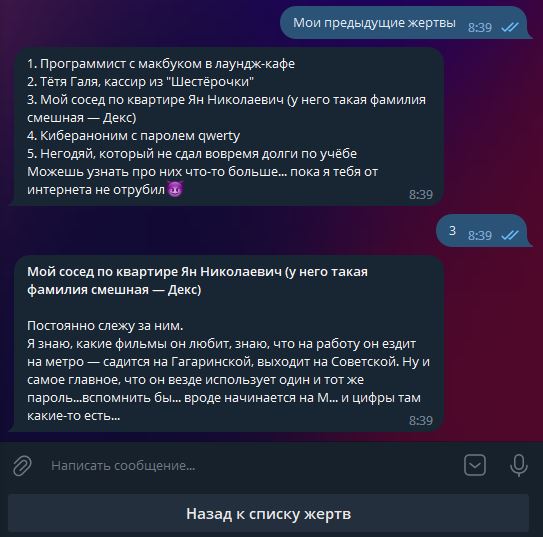 Мои предыдущие жертвы 8:39
1. Программист с макбуком в лаундж-кафе
2. Тётя Галя, кассир из "Шестёрочки"
3. Мой сосед по квартире Ян Николаевич (у него такая фамилия
смешная — Декс)
4. Кибераноним с паролем qwerty
5. Негодяй, который не сдал вовремя долги по учёбе
Можешь узнать про них что-то больше... пока я тебя от
интернета не отрубил😈
8:39
3 8:39
Мой сосед по квартире Ян Николаевич (у него такая
фамилия смешная — Декс)
Постоянно слежу за ним.
Я знаю, какие фильмы он любит, знаю, что на работу он ездит
на метро — садится на Гагаринской, выходит на Советской. Ну и
самое главное, что он везде использует один и тот же
пароль...вспомнить бы... вроде начинается на М... и цифры там
какие-то есть...
8:39
Написать сообщение...
Назад к списку жертв